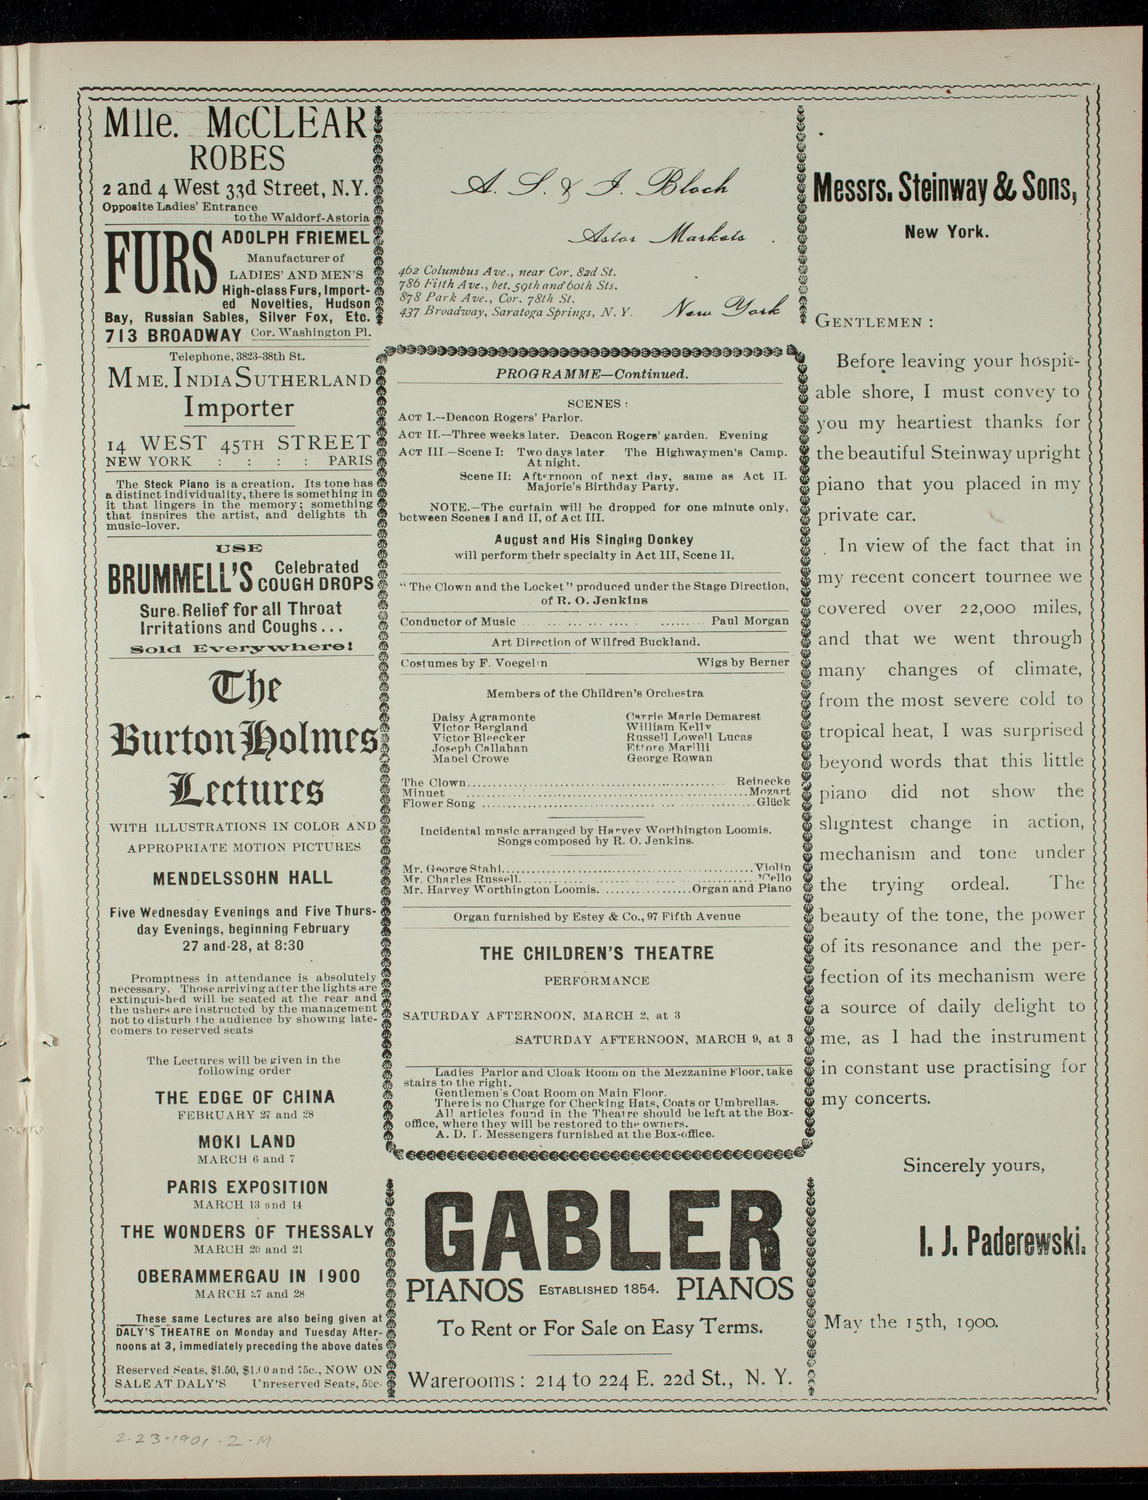 Mlle. McCLEAR
ROBES
2 and 4 West 33d Street, N.Y.
Opposite Ladies' Entrance
to the Waldorf-Astoria
FURS
ADOLPH FRIEMEL
Manufacturer of
LADIES' AND MEN'S
High-class Furs, Import-
ed Novelties, Hudson
Bay, Russian Sables, Silver Fox, Etc.
713 BROADWAY Cor. Washington Pl.
Telephone, 3823-38th St.
MME. INDIA SUTHERLAND
Importer
14 WEST 45TH STREET
NEW YORK : : : : PARIS
The Steck Piano is a creation. Its tone has
a distinct individuality, there is something in
it that lingers in the memory; something
that inspires the artist, and delights th
music-lover.
USE
BRUMMELL'S Celebrated
COUGH DROPS
Sure Relief for all Throat
Irritations and Coughs...
Sold Everywhere!
The
Burton Holmes
Lectures
WITH ILLUSTRATIONS IN COLOR AND
APPROPRIATE MOTION PICTURES
MENDELSSOHN HALL
Five Wednesday Evenings and Five Thurs-
day Evenings, beginning February
27 and 28, at 8:30
Promptness in attendance is absolutely
necessary. Those arriving after the lights are
extinguished will be seated at the rear and
the ushers are instructed by the management
not to disturb the audience by showing late-
comers to reserved seats
The Lectures will be given in the
following order
THE EDGE OF CHINA
FEBRUARY 27 and 28
MOKI LAND
MARCH 6 and 7
PARIS EXPOSITION
MARCH 13 and 14
THE WONDERS OF THESSALY
MARCH 20 and 21
OBERAMMERGAU IN 1900
MARCH 27 and 28
These same Lectures are also being given at
DALY'S THEATRE on Monday and Tuesday After-
noons at 3, immediately preceding the above dates
Reserved Seats, $1.50, $1.00 and 75c., NOW ON
SALE AT DALY'S Unreserved Seats, 50c.
A. S. & J. Bloch
Astor Markets.
462 Columbus Ave., near Cor. 82d St.
786 Fifth Ave., bet. 59th and 60th Sts.
878 Park Ave., Cor. 78th St.
437 Broadway, Saratoga Springs, N. Y.
New York
PROGRAMME—Continued.
SCENES:
ACT I.—Deacon Rogers' Parlor.
ACT II.—Three weeks later. Deacon Rogers' garden. Evening
ACT III.—Scene I: Two days later The Highwaymen's Camp.
At night.
Scene II: Afternoon of next day, same as Act II.
Majorie's Birthday Party.
NOTE.—The curtain will be dropped for one minute only,
between Scenes I and II, of Act III.
August and His Singing Donkey
will perform their specialty in Act III, Scene II.
"The Clown and the Locket" produced under the Stage Direction,
of R. O. Jenkins
Conductor of Music ........ Paul Morgan
Art Direction of Wilfred Buckland.
Costumes by F. Voegelin Wigs by Berner
Members of the Children's Orchestra
Daisy Agramonte Carrie Marie Demarest
Victor Bergland William Kelly
Victor Bleecker Russell Lowell Lucas
Joseph Callahan Ettore Marilli
Mabel Crowe George Rowan
The Clown........ Reinecke
Minuet ........Mozart
Flower Song ........Glück
Incidental music arranged by Harvey Worthington Loomis.
Songs composed by R. O. Jenkins.
Mr. George Stahl........Violin
Mr. Charles Russell........'Cello
Mr. Harvey Worthington Loomis........Organ and Piano
Organ furnished by Estey & Co., 97 Fifth Avenue
THE CHILDREN'S THEATRE
PERFORMANCE
SATURDAY AFTERNOON, MARCH 2, at 3
SATURDAY AFTERNOON, MARCH 9, at 3
Ladies Parlor and Cloak Room on the Mezzanine Floor, take
stairs to the right.
Gentlemen's Coat Room on Main Floor.
There is no Charge for Checking Hats, Coats or Umbrellas.
All articles found in the Theatre should be left at the Box-
office, where they will be restored to the owners.
A. D. T. Messengers furnished at the Box-office.
GABLER
PIANOS ESTABLISHED 1854. PIANOS
To Rent or For Sale on Easy Terms.
Warerooms: 214 to 224 E. 22d St., N. Y.
Messrs. Steinway & Sons,
New York.
GENTLEMEN:
Before leaving your hospit-
able shore, I must convey to
you my heartiest thanks for
the beautiful Steinway upright
piano that you placed in my
private car.
In view of the fact that in
my recent concert tournee we
covered over 22,000 miles,
and that we went through
many changes of climate,
from the most severe cold to
tropical heat, I was surprised
beyond words that this little
piano did not show the
slightest change in action,
mechanism and tone under
the trying ordeal. The
beauty of the tone, the power
of its resonance and the per-
fection of its mechanism were
a source of daily delight to
me, as I had the instrument
in constant use practising for
my concerts.
Sincerely yours,
I. J. Paderewski.
May the 15th, 1900.
2.23.1901.2.M